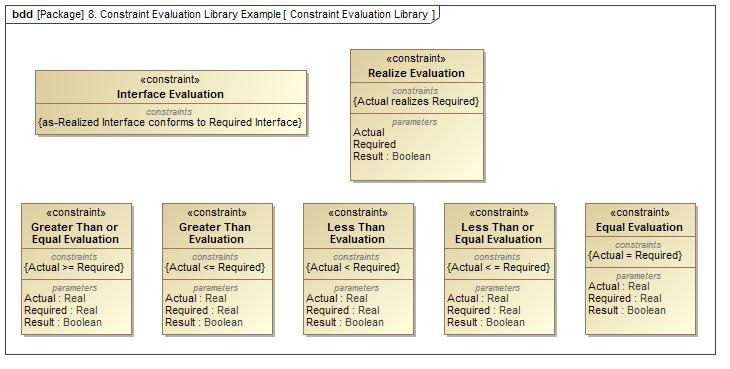 bdd [Package] 8. Constraint Evaluation Library Example [ Constraint Evaluation Library ]
«constraint»
Interface Evaluation
constraints
{as-Realized Interface conforms to Required Interface}
«constraint»
Realize Evaluation
constraints
{Actual realizes Required}
parameters
Actual
Required
Result : Boolean
«constraint»
Greater Than or
Equal Evaluation
constraints
{Actual >= Required}
parameters
Actual : Real
Required : Real
Result : Boolean
«constraint»
Greater Than
Evaluation
constraints
{Actual <= Required}
parameters
Actual : Real
Required : Real
Result : Boolean
«constraint»
Less Than
Evaluation
constraints
{Actual < Required}
parameters
Actual : Real
Required : Real
Result : Boolean
«constraint»
Less Than or
Equal Evaluation
constraints
{Actual < = Required}
parameters
Actual : Real
Required : Real
Result : Boolean
«constraint»
Equal Evaluation
constraints
{Actual = Required}
parameters
Actual : Real
Required : Real
Result : Boolean